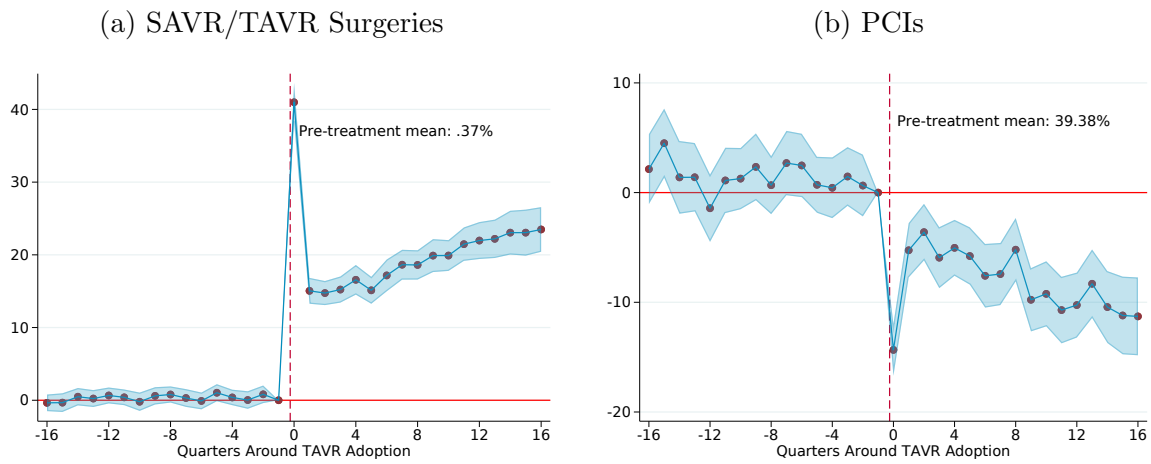 (a) SAVR/TAVR Surgeries
40
30
20
10
0
Pre-treatment mean: .37%
-16 -12 -8 -4 0 4 8 12 16
Quarters Around TAVR Adoption
(b) PCIs
10
0
-10
-20
Pre-treatment mean: 39.38%
-16 -12 -8 -4 0 4 8 12 16
Quarters Around TAVR Adoption